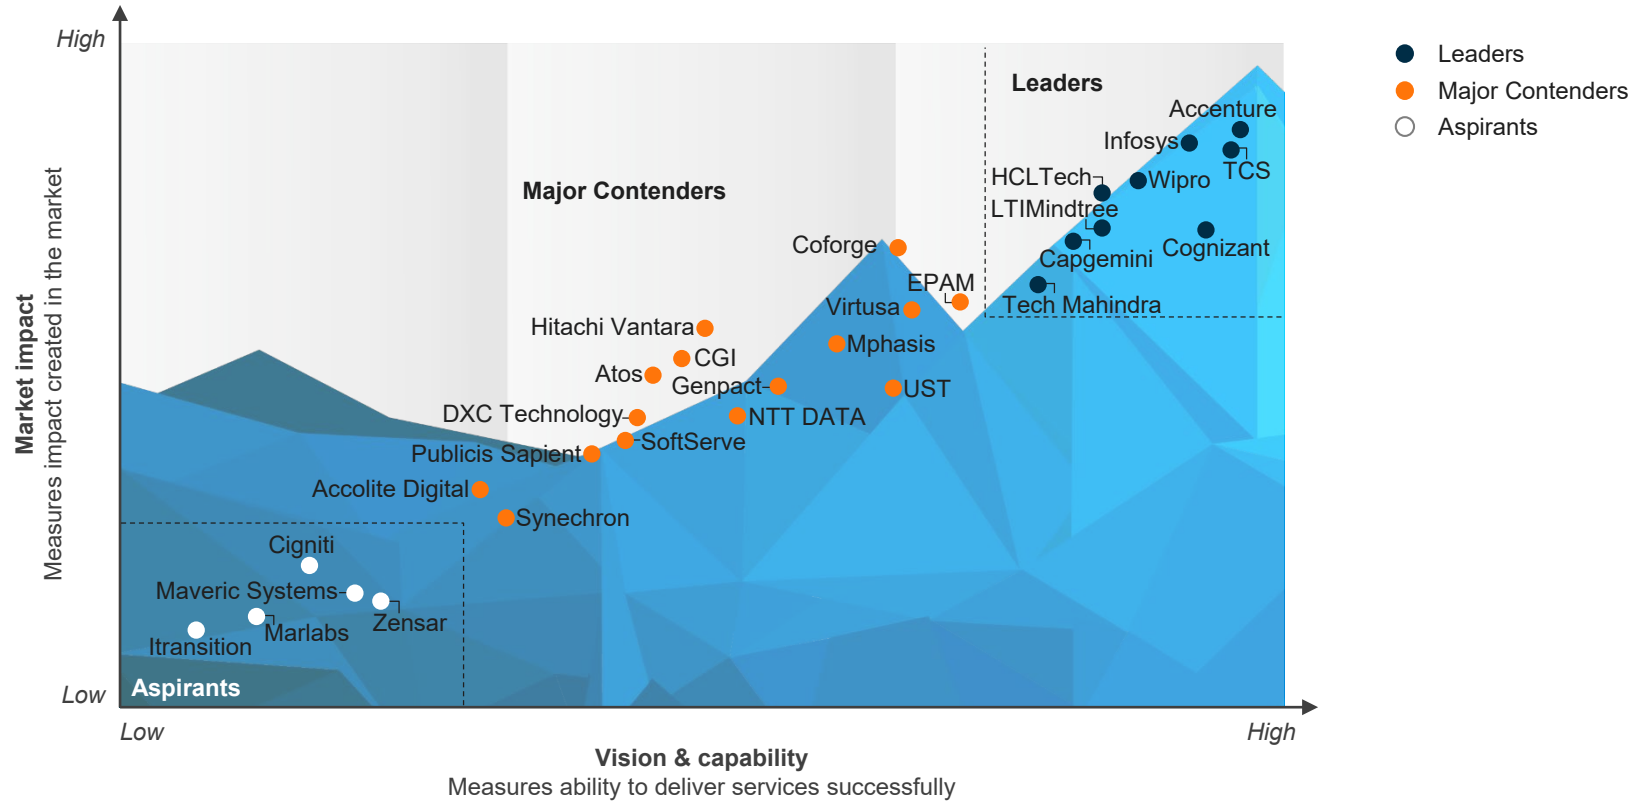 High
Leaders
Leaders
Major Contenders
Aspirants
Accenture
Infosys
TCS
HCLTech
Wipro
Major Contenders
LTIMindtree
Coforge
Cognizant
Capgemini
EPAM
Tech Mahindra
Virtusa
Hitachi Vantara
Mphasis
CGI
Atos
Genpact
UST
DXC Technology
NTT DATA
SoftServe
Publicis Sapient
Accolite Digital
Synechron
Cigniti
Maveric Systems
Zensar
Marlabs
Itransition
Aspirants
Market impact
Measures impact created in the market
Low
Low
High
Vision & capability
Measures ability to deliver services successfully